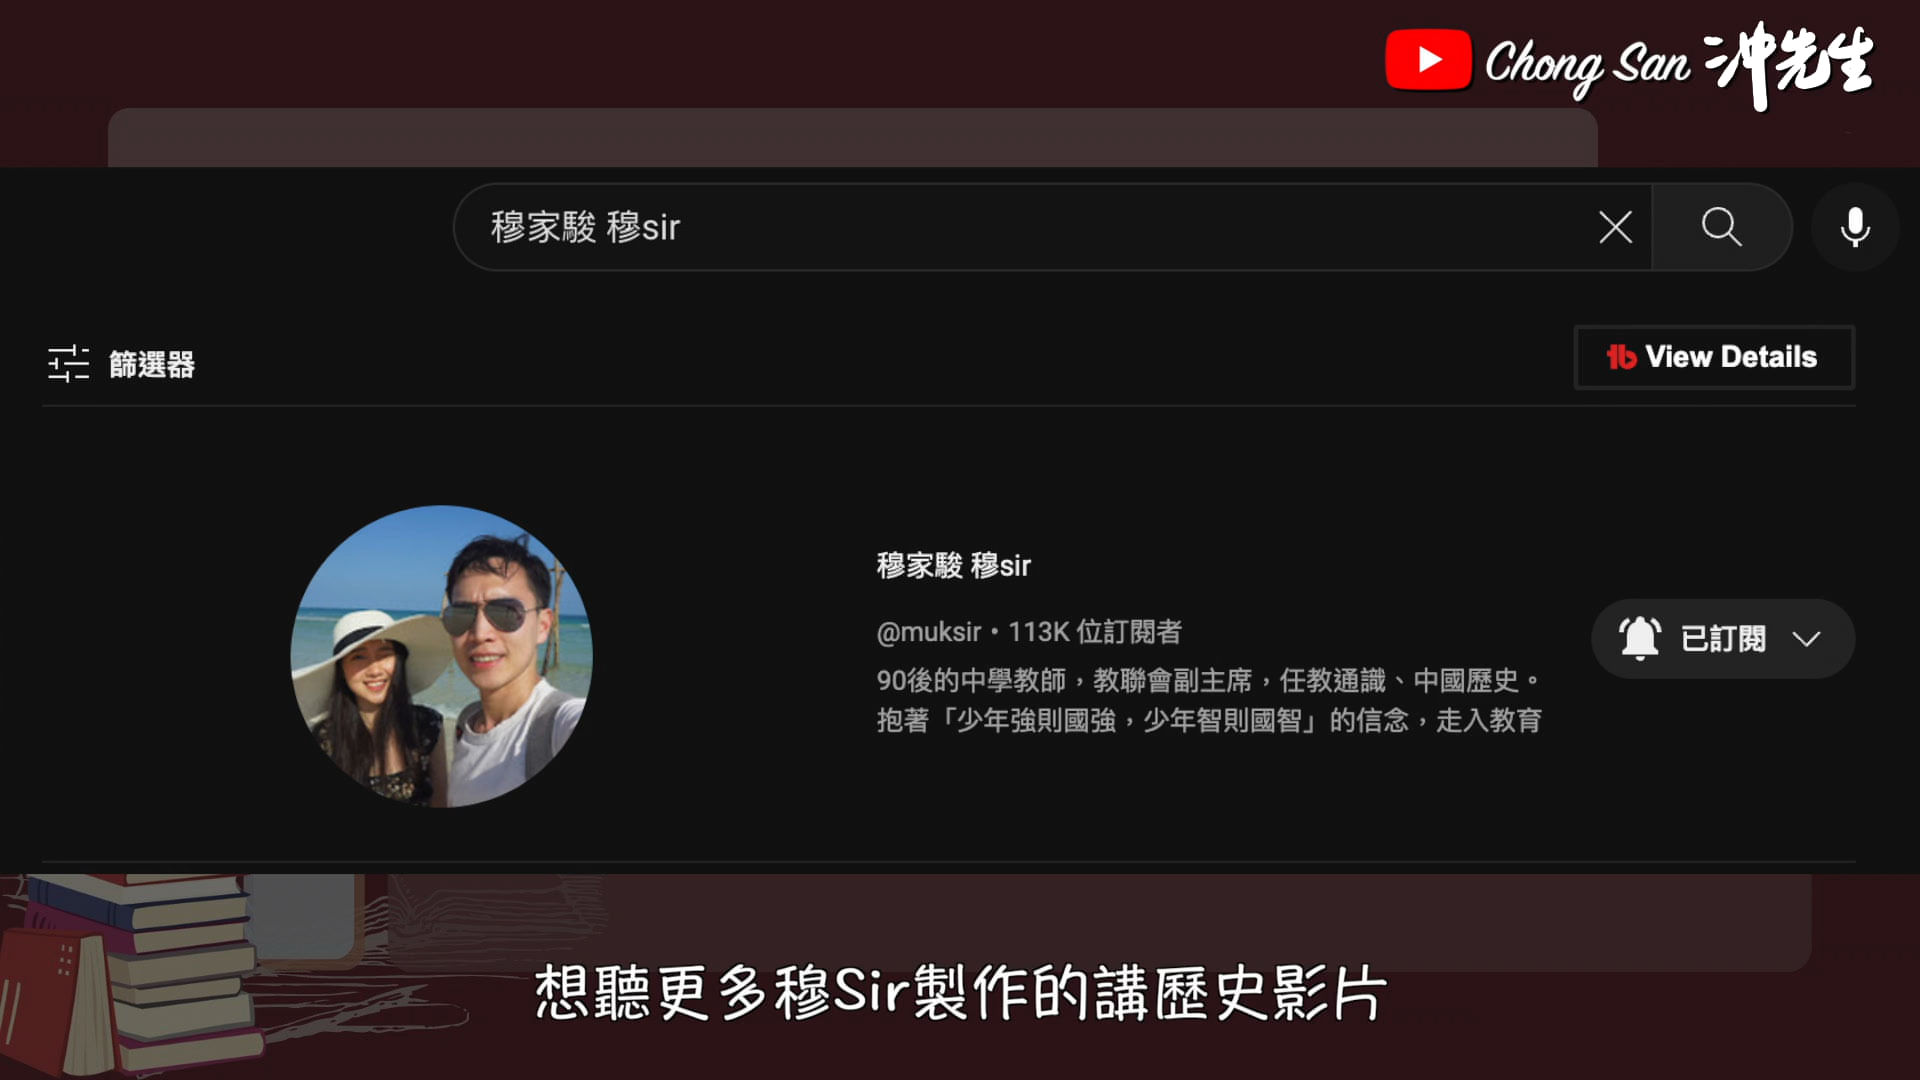 Chong San 沖先生
穆家駿 穆sir
篩選器
View Details
穆家駿 穆sir
@muksir • 113K 位訂閱者
90後的中學教師，教聯會副主席，任教通識、中國歷史。
抱著「少年強則國強，少年智則國智」的信念，走入教育
已訂閱
想聽更多穆Sir製作的講歷史影片